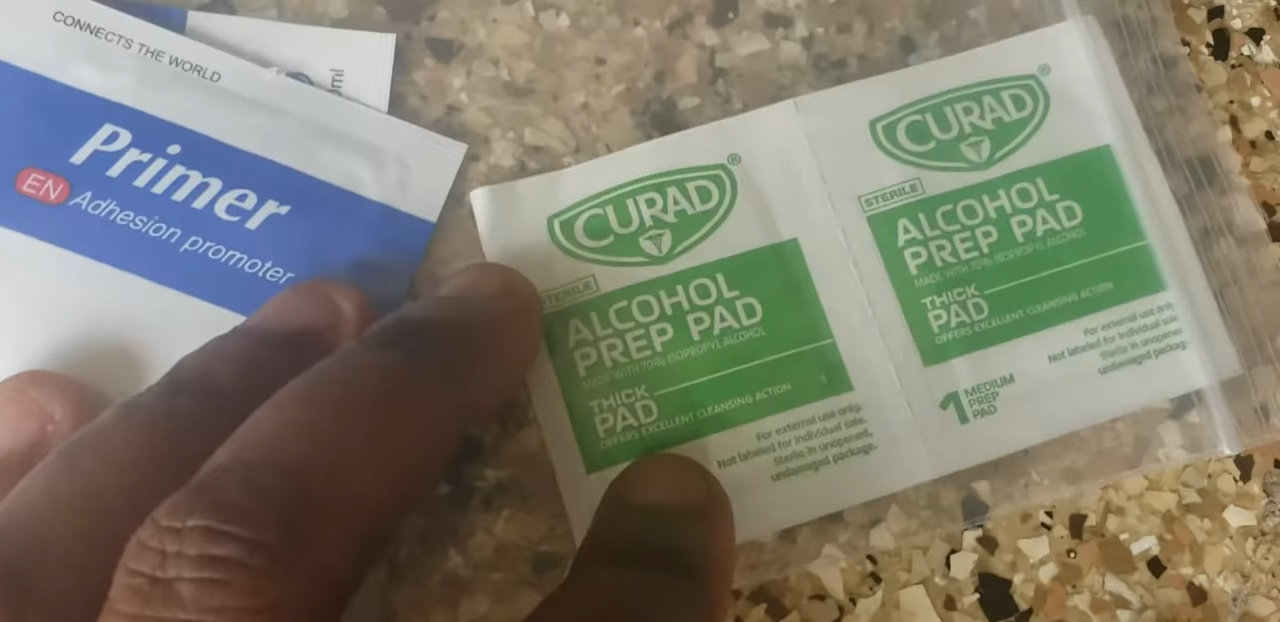 CONNECTS THE WORLD
Primer
EN Adhesion promoter
ml
CURAD®
STERILE
ALCOHOL
PREP PAD
MADE WITH 70% ISOPROPYL ALCOHOL
THICK
PAD
OFFERS EXCELLENT CLEANSING ACTION
For external use only.
Not labeled for individual sale.
Sterile in unopened,
undamaged package.
CURAD®
STERILE
ALCOHOL
PREP PAD
MADE WITH 70% ISOPROPYL ALCOHOL
THICK
PAD
OFFERS EXCELLENT CLEANSING ACTION
For external use only
Not labeled for individual sale
Sterile in unopened
undamaged packag
1 MEDIUM
PREP
PAD